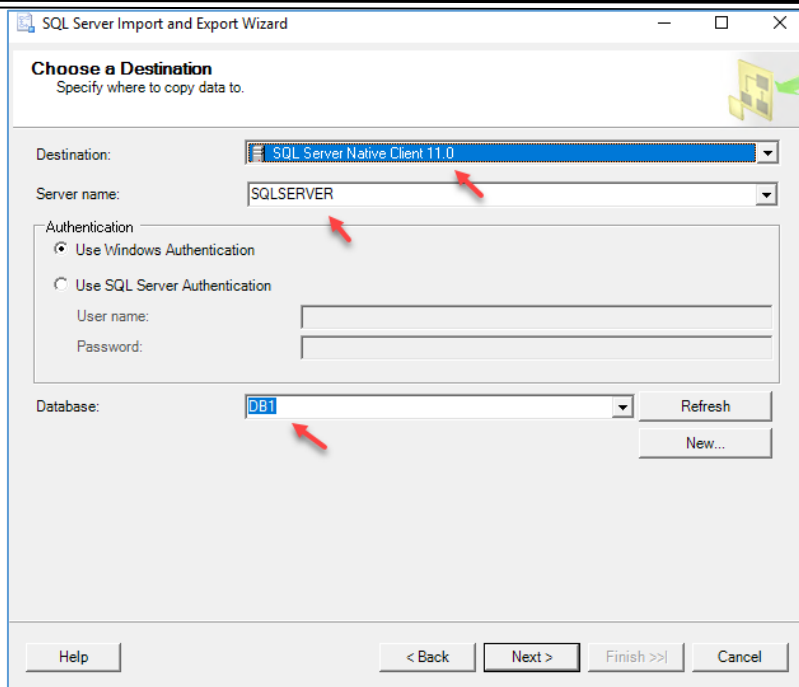 SQL Server Import and Export Wizard
Choose a Destination
Specify where to copy data to.
Destination: SQL Server Native Client 11.0
Server name: SQLSERVER
Authentication
Use Windows Authentication
Use SQL Server Authentication
User name:
Password:
Database: DB1 Refresh
New...
Help < Back Next > Finish >>| Cancel